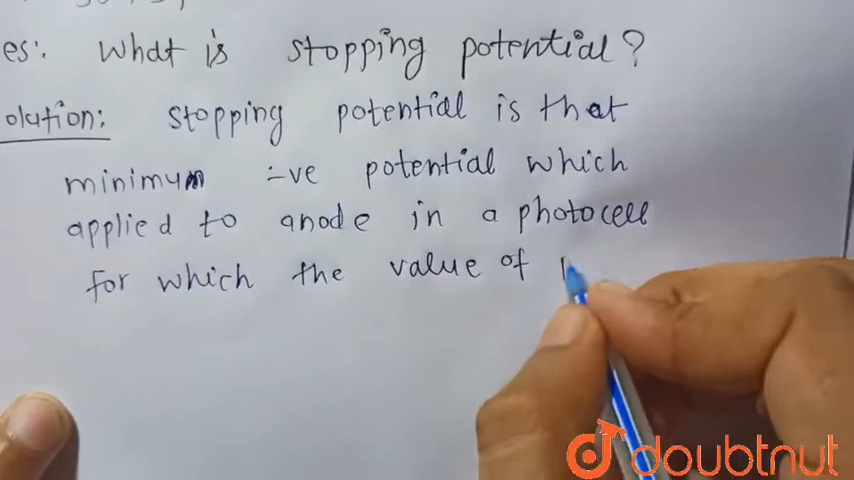 es: What is stopping potential?
olution: stopping potential is that
minimum -ve potential which
applied to anode in a photocell
for which the value of
doubtnut